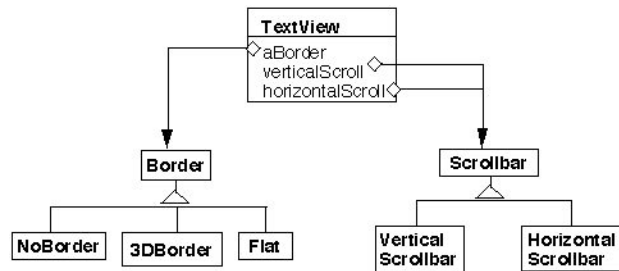 TextView
aBorder
verticalScroll
horizontalScroll
Border
Scrollbar
NoBorder
3DBorder
Flat
Vertical
Scrollbar
Horizontal
Scrollbar